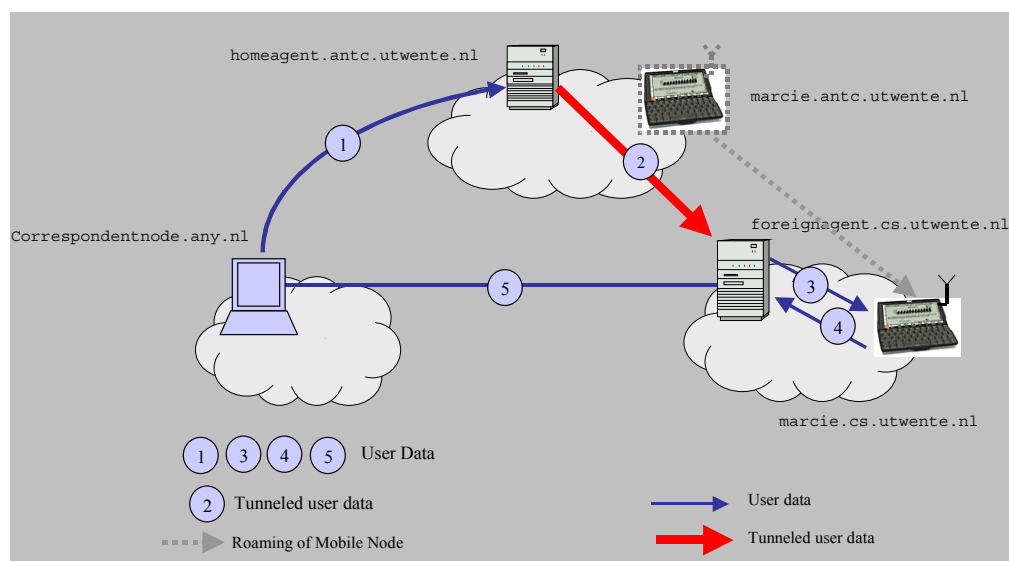 homeagent.antc.utwente.nl
marcie.antc.utwente.nl
1
2
Correspondentnode.any.nl
foreignagent.cs.utwente.nl
5
3
4
marcie.cs.utwente.nl
1 3 4 5 User Data
2 Tunneled user data
Roaming of Mobile Node
User data
Tunneled user data